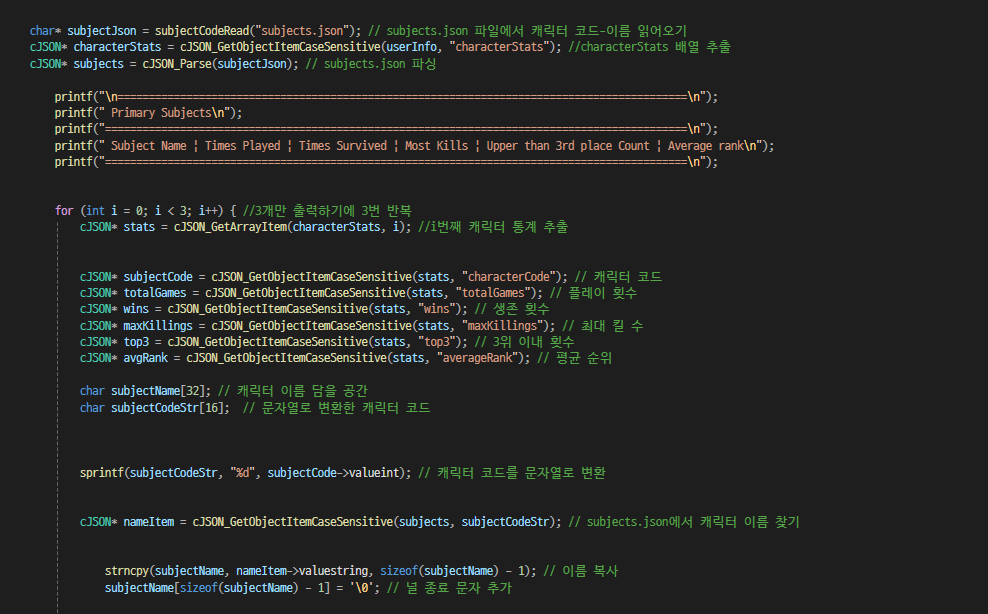 char* subjectJson = subjectCodeRead("subjects.json"); // subjects.json 파일에서 캐릭터 코드-이름 읽어오기
cJSON* characterStats = cJSON_GetObjectItemCaseSensitive(userInfo, "characterStats"); //characterStats 배열 추출
cJSON* subjects = cJSON_Parse(subjectJson); // subjects.json 파싱
printf("\n===========================================================================================\n");
printf(" Primary Subjects\n");
printf("=============================================================================================\n");
printf(" Subject Name ¦ Times Played ¦ Times Survived ¦ Most Kills ¦ Upper than 3rd place Count ¦ Average rank\n");
printf("=============================================================================================\n");
for (int i = 0; i < 3; i++) { //3개만 출력하기에 3번 반복
cJSON* stats = cJSON_GetArrayItem(characterStats, i); //i번째 캐릭터 통계 추출
cJSON* subjectCode = cJSON_GetObjectItemCaseSensitive(stats, "characterCode"); // 캐릭터 코드
cJSON* totalGames = cJSON_GetObjectItemCaseSensitive(stats, "totalGames"); // 플레이 횟수
cJSON* wins = cJSON_GetObjectItemCaseSensitive(stats, "wins"); // 생존 횟수
cJSON* maxKillings = cJSON_GetObjectItemCaseSensitive(stats, "maxKillings"); // 최대 킬 수
cJSON* top3 = cJSON_GetObjectItemCaseSensitive(stats, "top3"); // 3위 이내 횟수
cJSON* avgRank = cJSON_GetObjectItemCaseSensitive(stats, "averageRank"); // 평균 순위
char subjectName[32]; // 캐릭터 이름 담을 공간
char subjectCodeStr[16];  // 문자열로 변환한 캐릭터 코드
sprintf(subjectCodeStr, "%d", subjectCode->valueint); // 캐릭터 코드를 문자열로 변환
cJSON* nameItem = cJSON_GetObjectItemCaseSensitive(subjects, subjectCodeStr); // subjects.json에서 캐릭터 이름 찾기
strncpy(subjectName, nameItem->valuestring, sizeof(subjectName) - 1); // 이름 복사
subjectName[sizeof(subjectName) - 1] = '\0'; // 널 종료 문자 추가